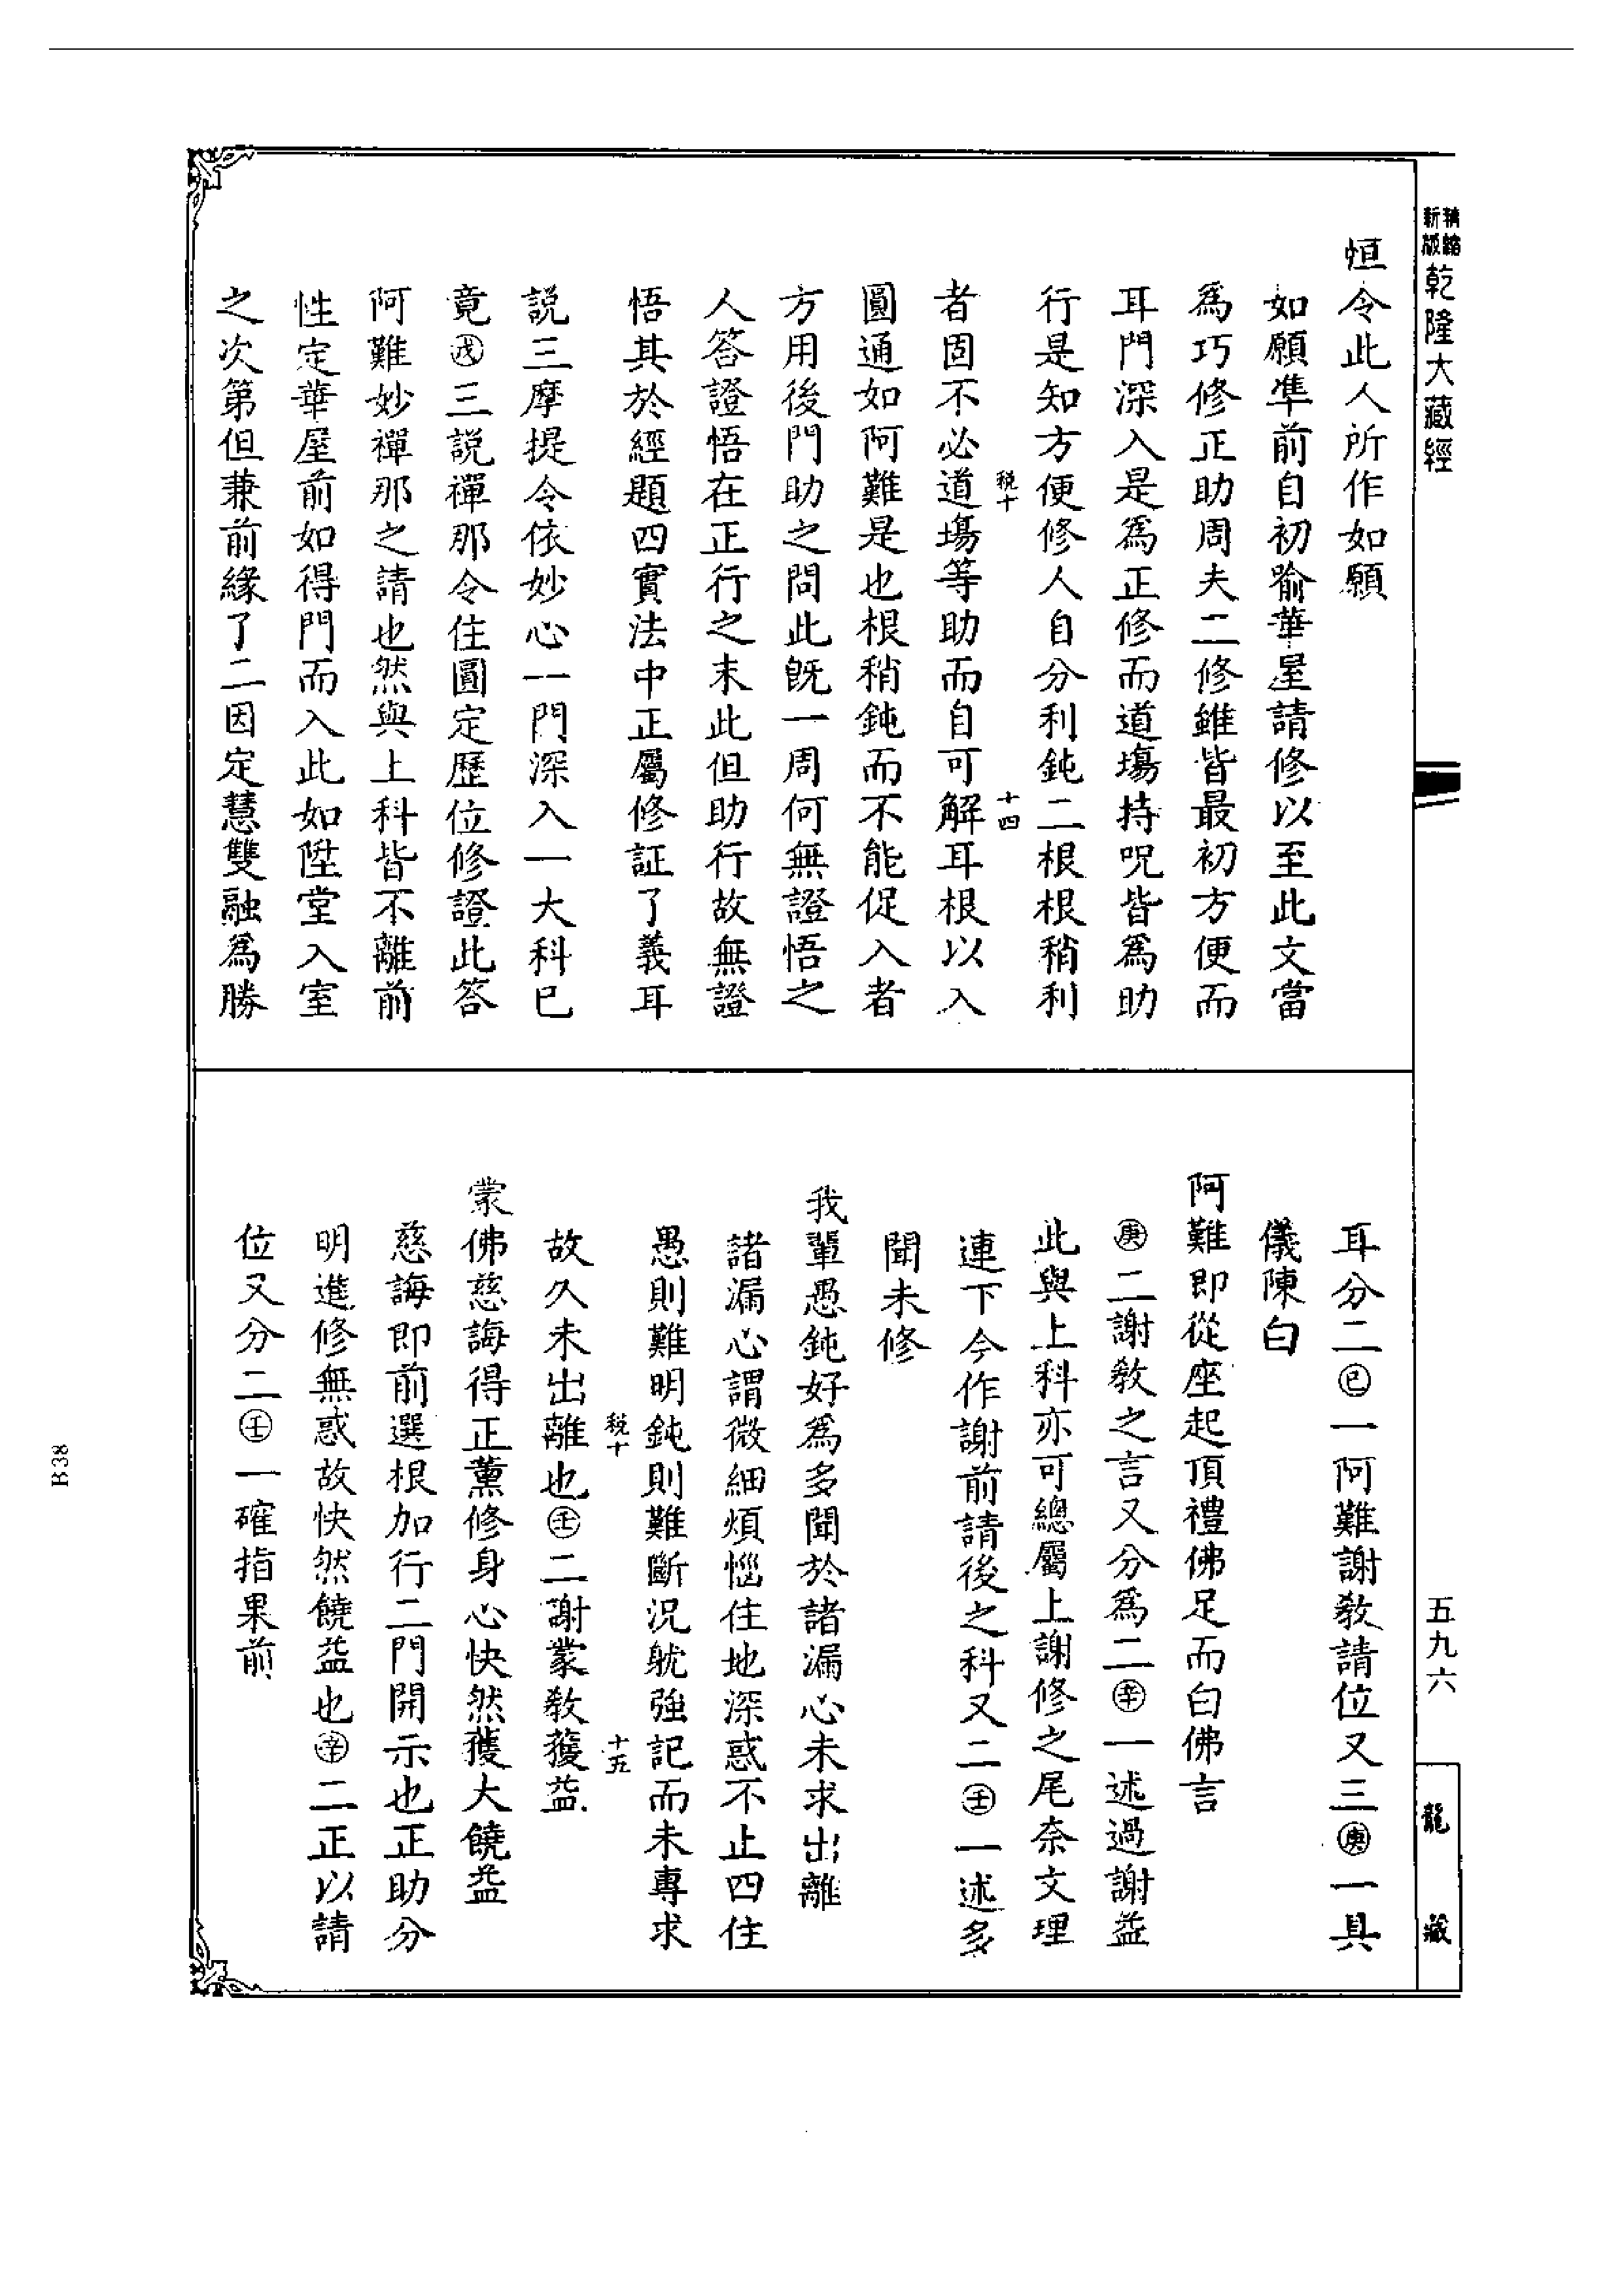 精縮新版乾隆大藏經
恒令此人所作如願
如願準前自初喻華屋請修以至此文當
為巧修正助周夫二修雖皆最初方便而
耳門深入是為正修而道場持呪皆為助
行是知方便修人自分利鈍二根根稍利
税十
十四
者固不必道場等助而自可解耳根以入
圓通如阿難是也根稍鈍而不能促入者
方用後門助之問此旣一周何無證悟之
人答證悟在正行之末此但助行故無證
悟其於經題四實法中正屬修証了義耳
説三摩提令依妙心一門深入一大科已
竟㊅三説禪那令住圓定歷位修證此答
阿難妙禪那之請也然與上科皆不離前
性定華屋前如得門而入此如陞堂入室
之次第但兼前緣了二因定慧雙融為勝
耳分二己一阿難謝教請位又三庚一具
儀陳白
阿難即從座起頂禮佛足而白佛言
庚二謝教之言又分為二辛一述過謝益
此與上科亦可總屬上謝修之尾奈文理
連下今作謝前請後之科又二壬一述多
聞未修
我輩愚鈍好為多聞於諸漏心未求出離
諸漏心謂微細煩惱住地深惑不止四住
愚則難明鈍則難斷況躭強記而未專求
税十
十五
故久未出離也壬二謝蒙教獲益
蒙佛慈誨得正薰修身心快然獲大饒益
慈誨即前選根加行二門開示也正助分
明進修無惑故快然饒益也辛二正以請
位又分二壬一確指果前
五九六
龍藏
B38